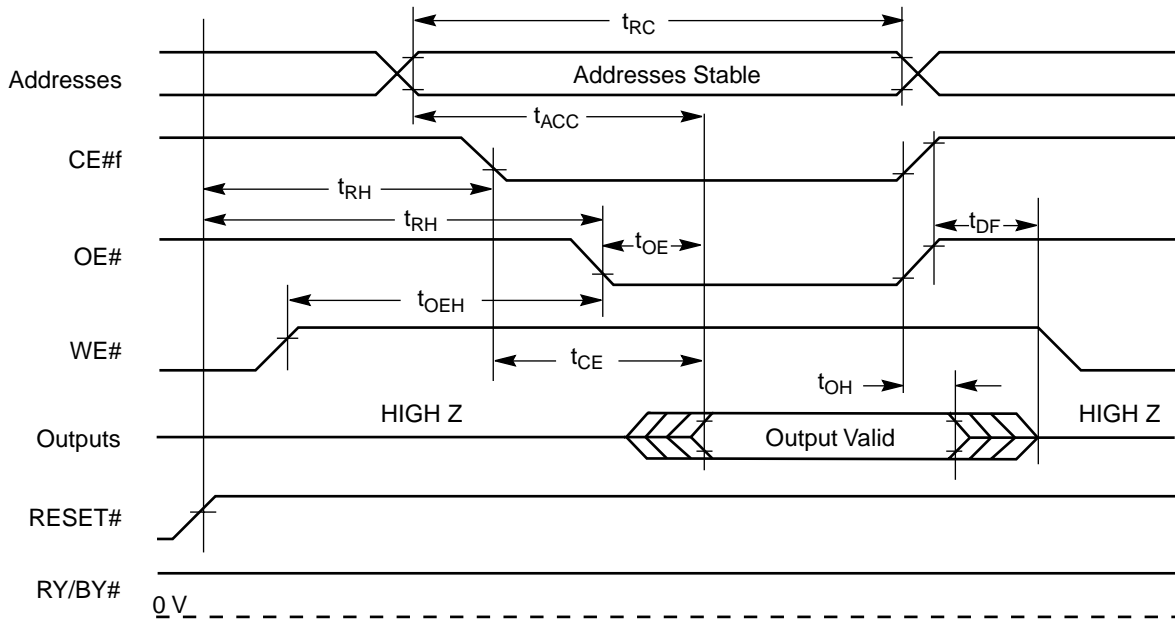 tRC
Addresses
Addresses Stable
tACC
CE#f
tRH
tRH
OE#
tOE
tDF
tOEH
WE#
tCE
tOH
HIGH Z
HIGH Z
Outputs
Output Valid
RESET#
RY/BY#
0 V